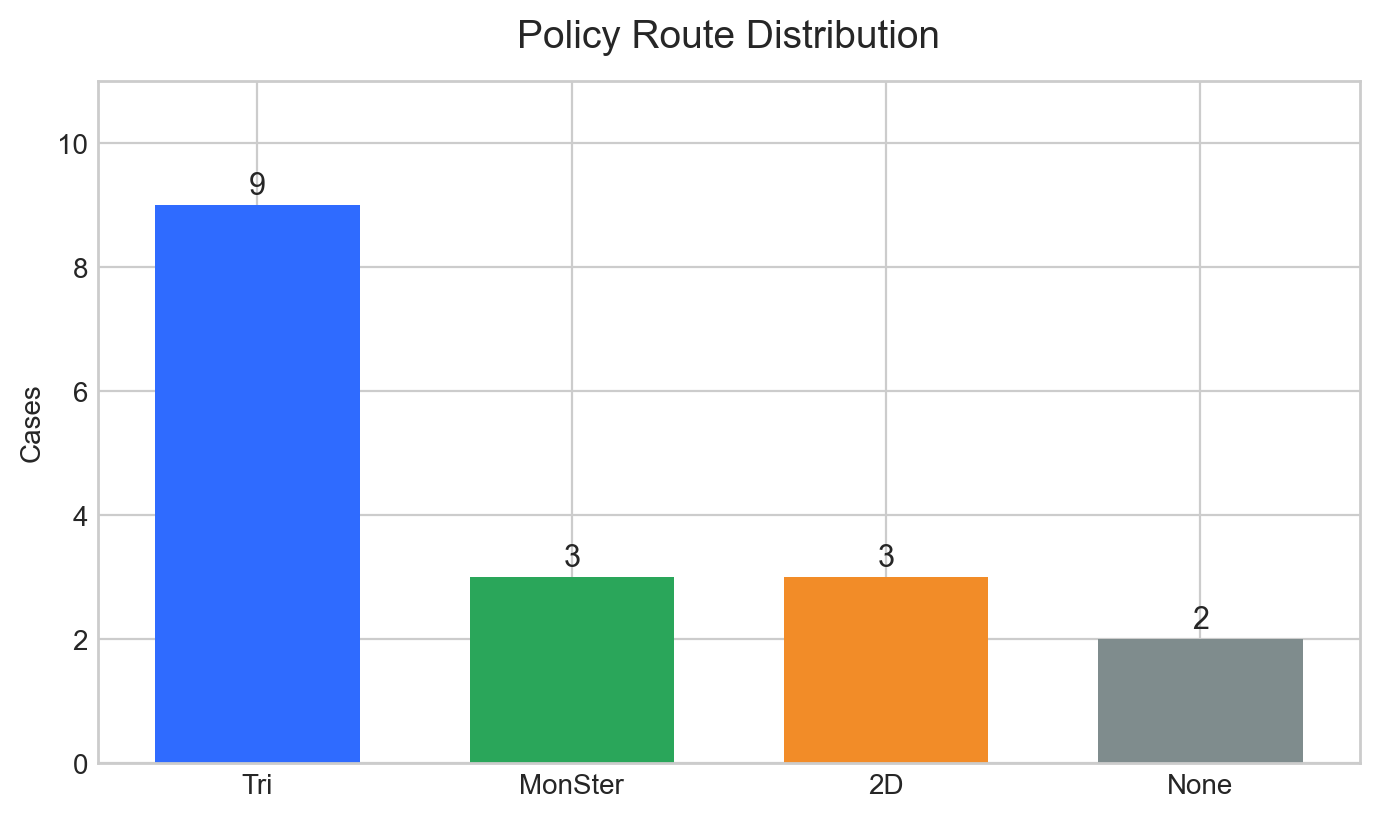 Policy Route Distribution
Cases
10
8
6
4
2
0
9
3
3
2
Tri
MonSter
2D
None